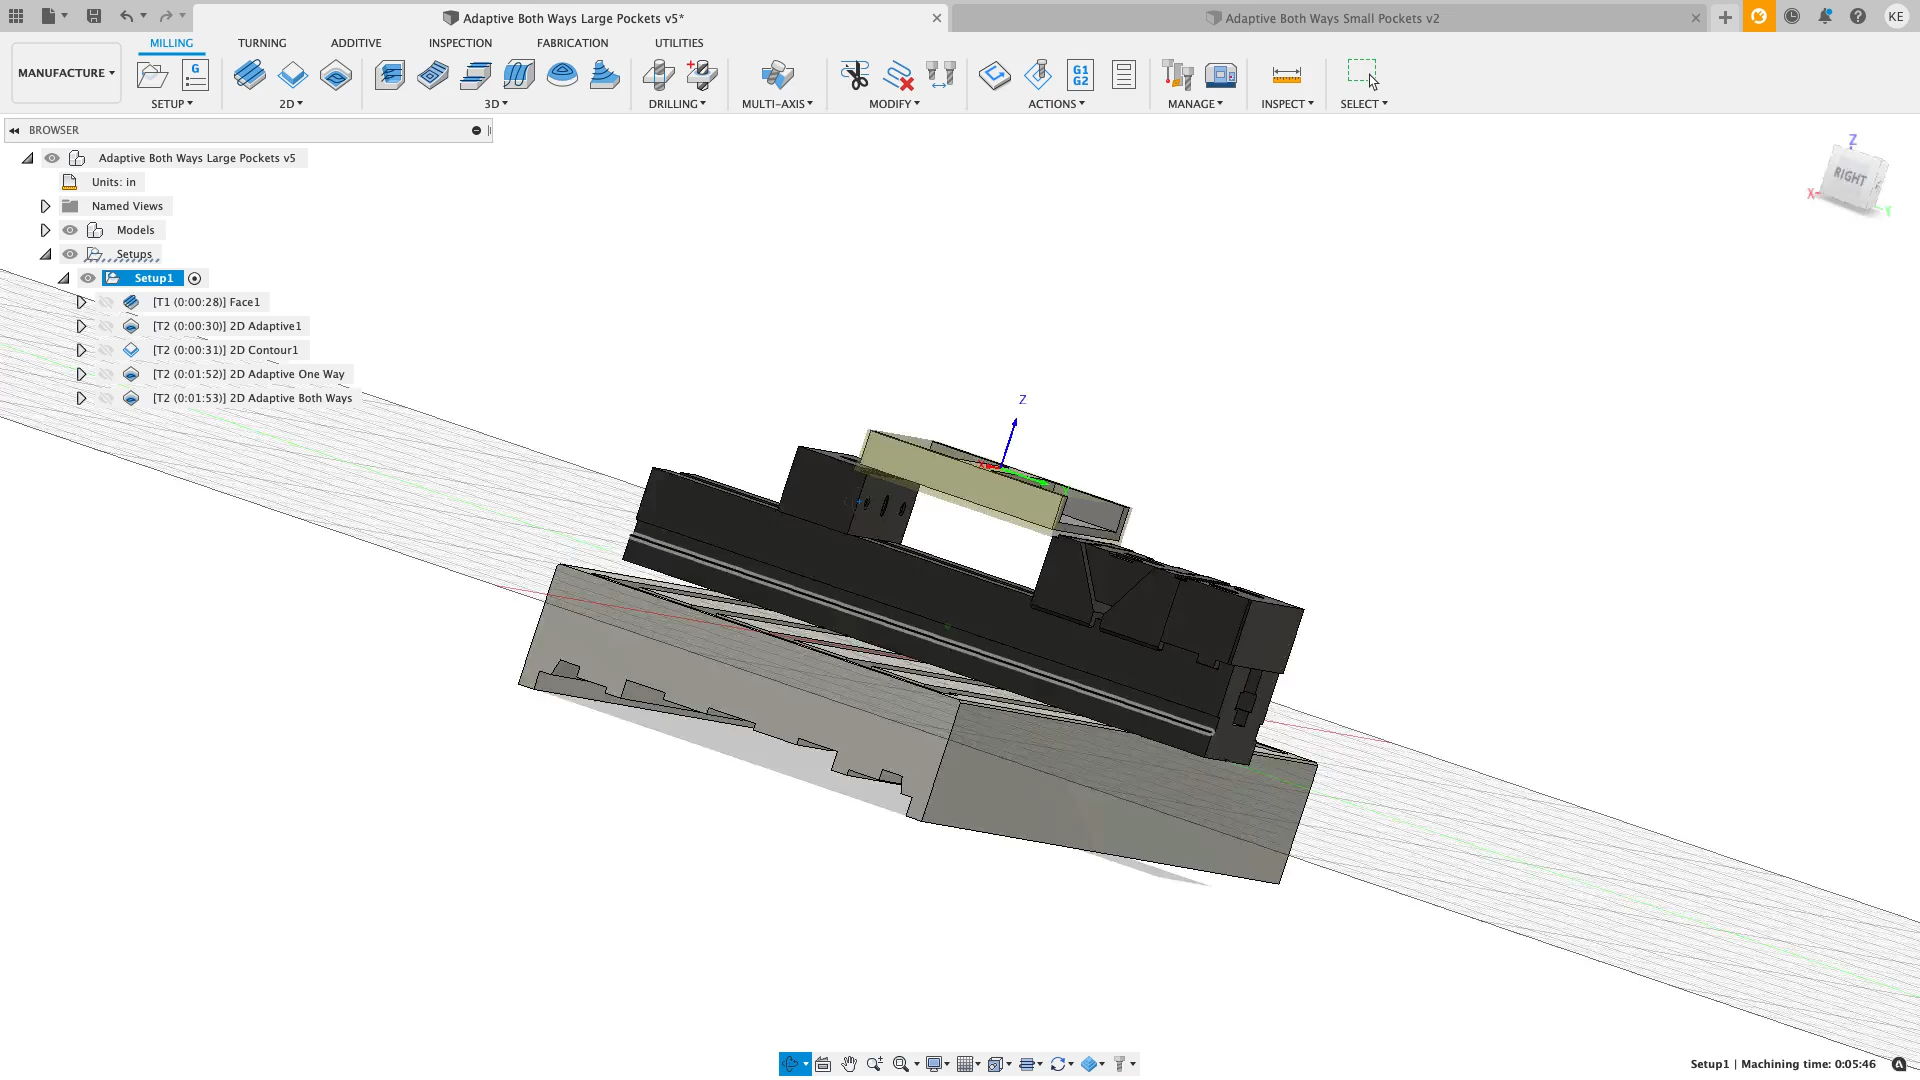 Adaptive Both Ways Large Pockets v5*
Adaptive Both Ways Small Pockets v2
KE
MANUFACTURE
MILLING
TURNING
ADDITIVE
INSPECTION
FABRICATION
UTILITIES
G
G1
G2
SETUP
2D
3D
DRILLING
MULTI-AXIS
MODIFY
ACTIONS
MANAGE
INSPECT
SELECT
BROWSER
Adaptive Both Ways Large Pockets v5
Units: in
Named Views
Models
Setups
Setup1
[T1 (0:00:28)] Face1
[T2 (0:00:30)] 2D Adaptive1
[T2 (0:00:31)] 2D Contour1
[T2 (0:01:52)] 2D Adaptive One Way
[T2 (0:01:53)] 2D Adaptive Both Ways
Z
RIGHT
X
Y
Z
X
Y
Setup1 | Machining time: 0:05:46